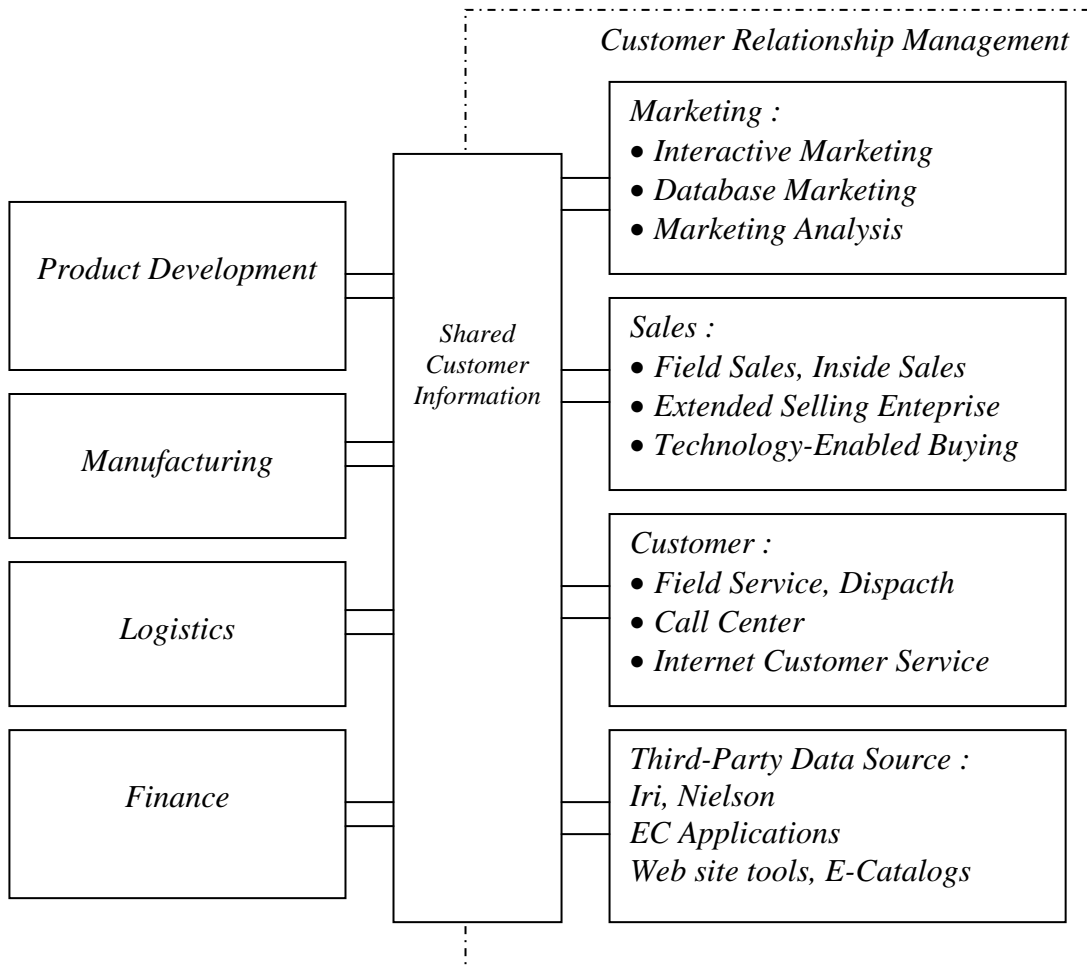 Customer Relationship Management
Marketing :
• Interactive Marketing
• Database Marketing
• Marketing Analysis
Product Development
Shared
Customer
Information
Sales :
• Field Sales, Inside Sales
• Extended Selling Enteprise
• Technology-Enabled Buying
Manufacturing
Customer :
• Field Service, Dispacth
• Call Center
• Internet Customer Service
Logistics
Finance
Third-Party Data Source :
Iri, Nielson
EC Applications
Web site tools, E-Catalogs